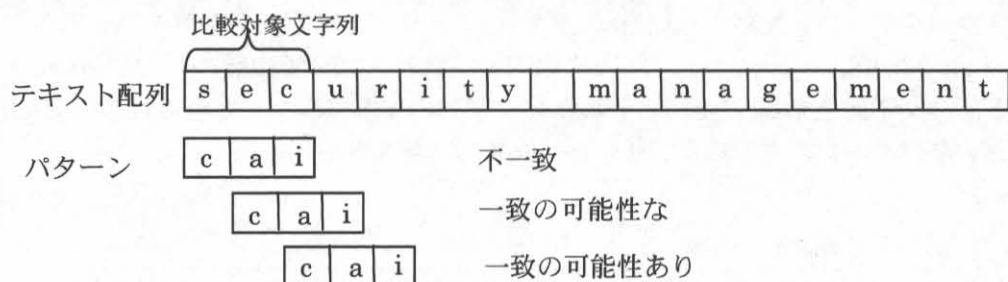 比較対象文字列
テキスト配列 s e c u r i t y m a n a g e m e n t
パターン c a i 不一致
c a i 一致の可能性な
c a i 一致の可能性あり